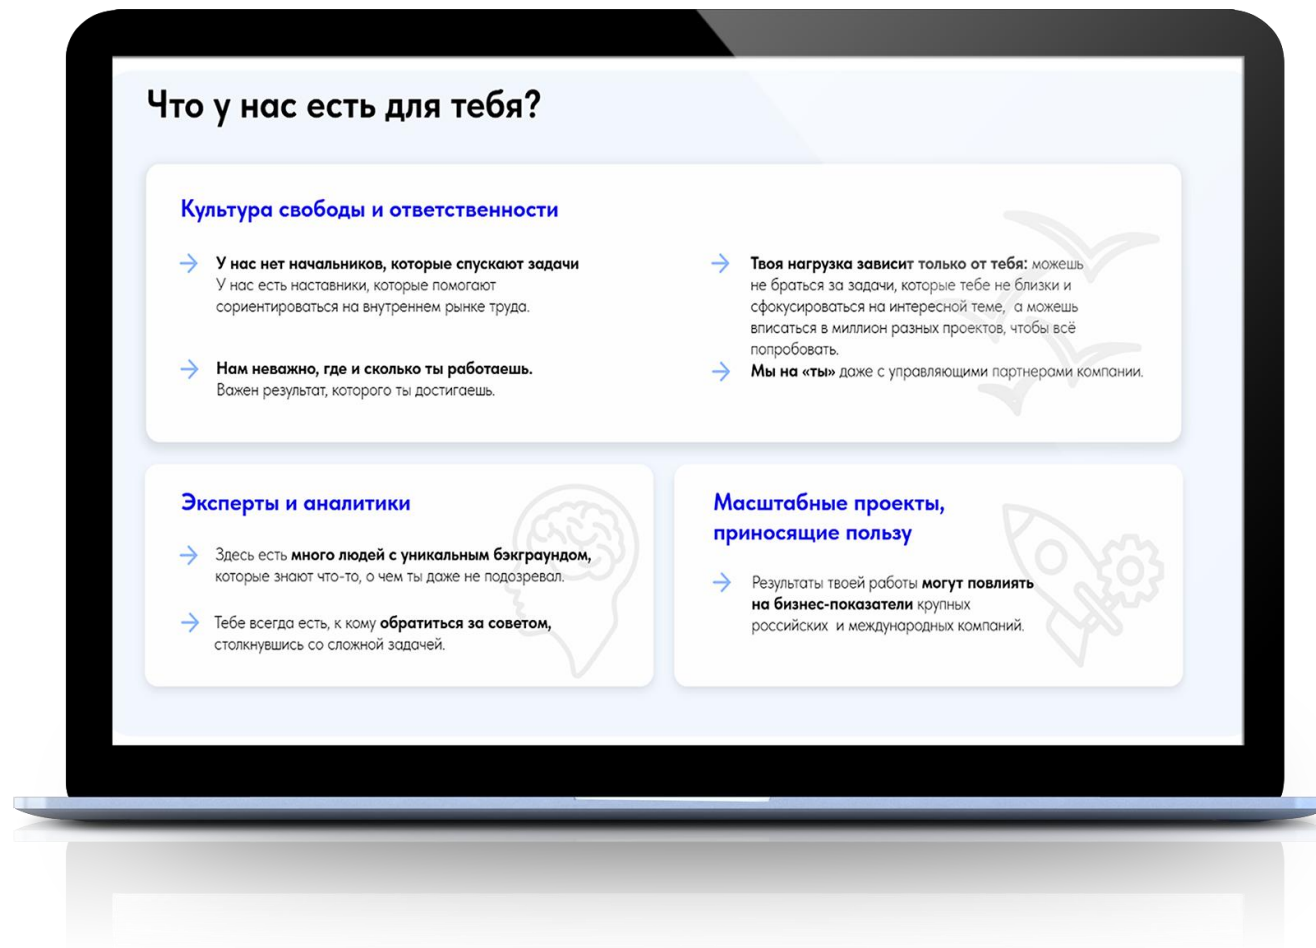 Что у нас есть для тебя?
Культура свободы и ответственности
У нас нет начальников, которые спускают задачи
У нас есть наставники, которые помогают
сориентироваться на внутреннем рынке труда.
Нам неважно, где и сколько ты работаешь.
Важен результат, которого ты достигаешь.
Твоя нагрузка зависит только от тебя: можешь
не браться за задачи, которые тебе не близки и
сфокусироваться на интересной теме, а можешь
вписаться в миллион разных проектов, чтобы всё
попробовать.
Мы на «ты» даже с управляющими партнерами компании.
Эксперты и аналитики
Здесь есть много людей с уникальным бэкграундом,
которые знают что-то, о чем ты даже не подозревал.
Тебе всегда есть, к кому обратиться за советом,
столкнувшись со сложной задачей.
Масштабные проекты,
приносящие пользу
Результаты твоей работы могут повлиять
на бизнес-показатели крупных
российских и международных компаний.